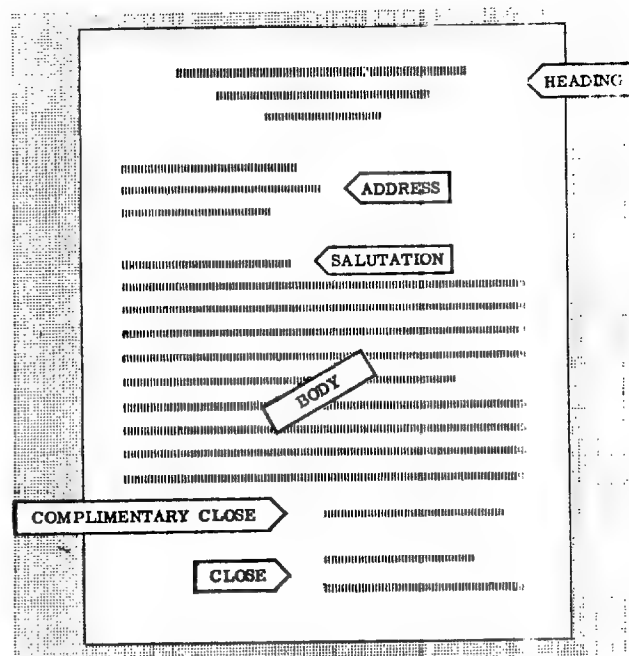 HEADING
ADDRESS
SALUTATION
BODY
COMPLIMENTARY CLOSE
CLOSE